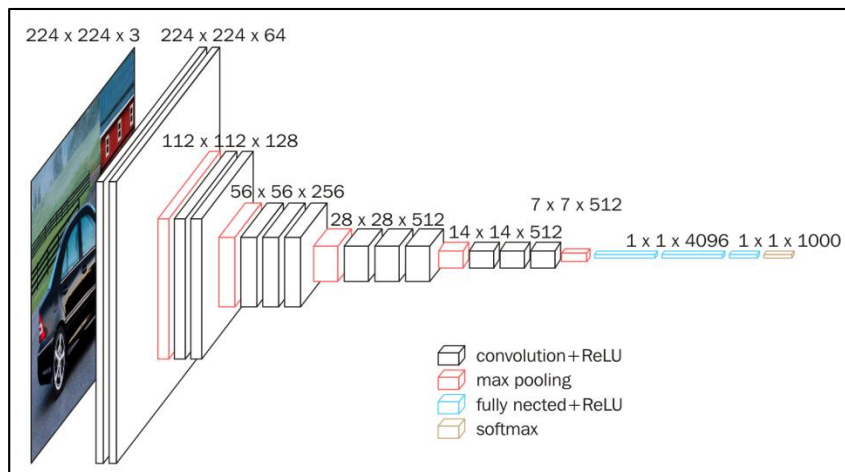 224 x 224 x 3
224 x 224 x 64
112 x 112 x 128
56 x 56 x 256
28 x 28 x 512
14 x 14 x 512
7 x 7 x 512
1 x 1 x 4096
1 x 1 x 1000
convolution+ReLU
max pooling
fully nected+ReLU
softmax